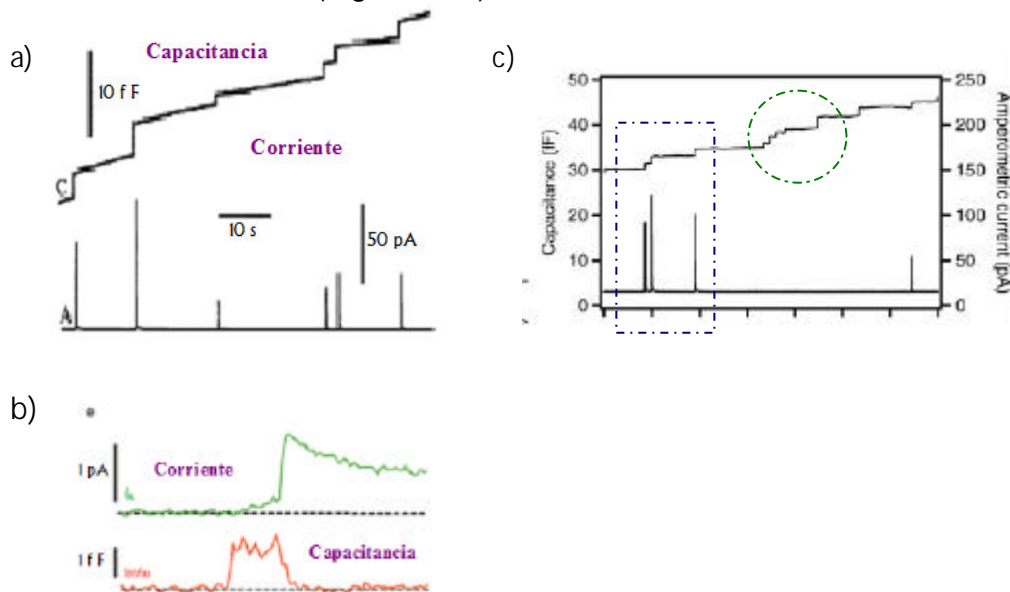 a)
Capacitancia
10 f F
Corriente
C
10 s
50 pA
A
c)
50
40
30
20
10
0
Capacitance (fF)
250
200
150
100
50
0
Amperometric current (pA)
b)
1 pA
Corriente
1 f F
Capacitancia